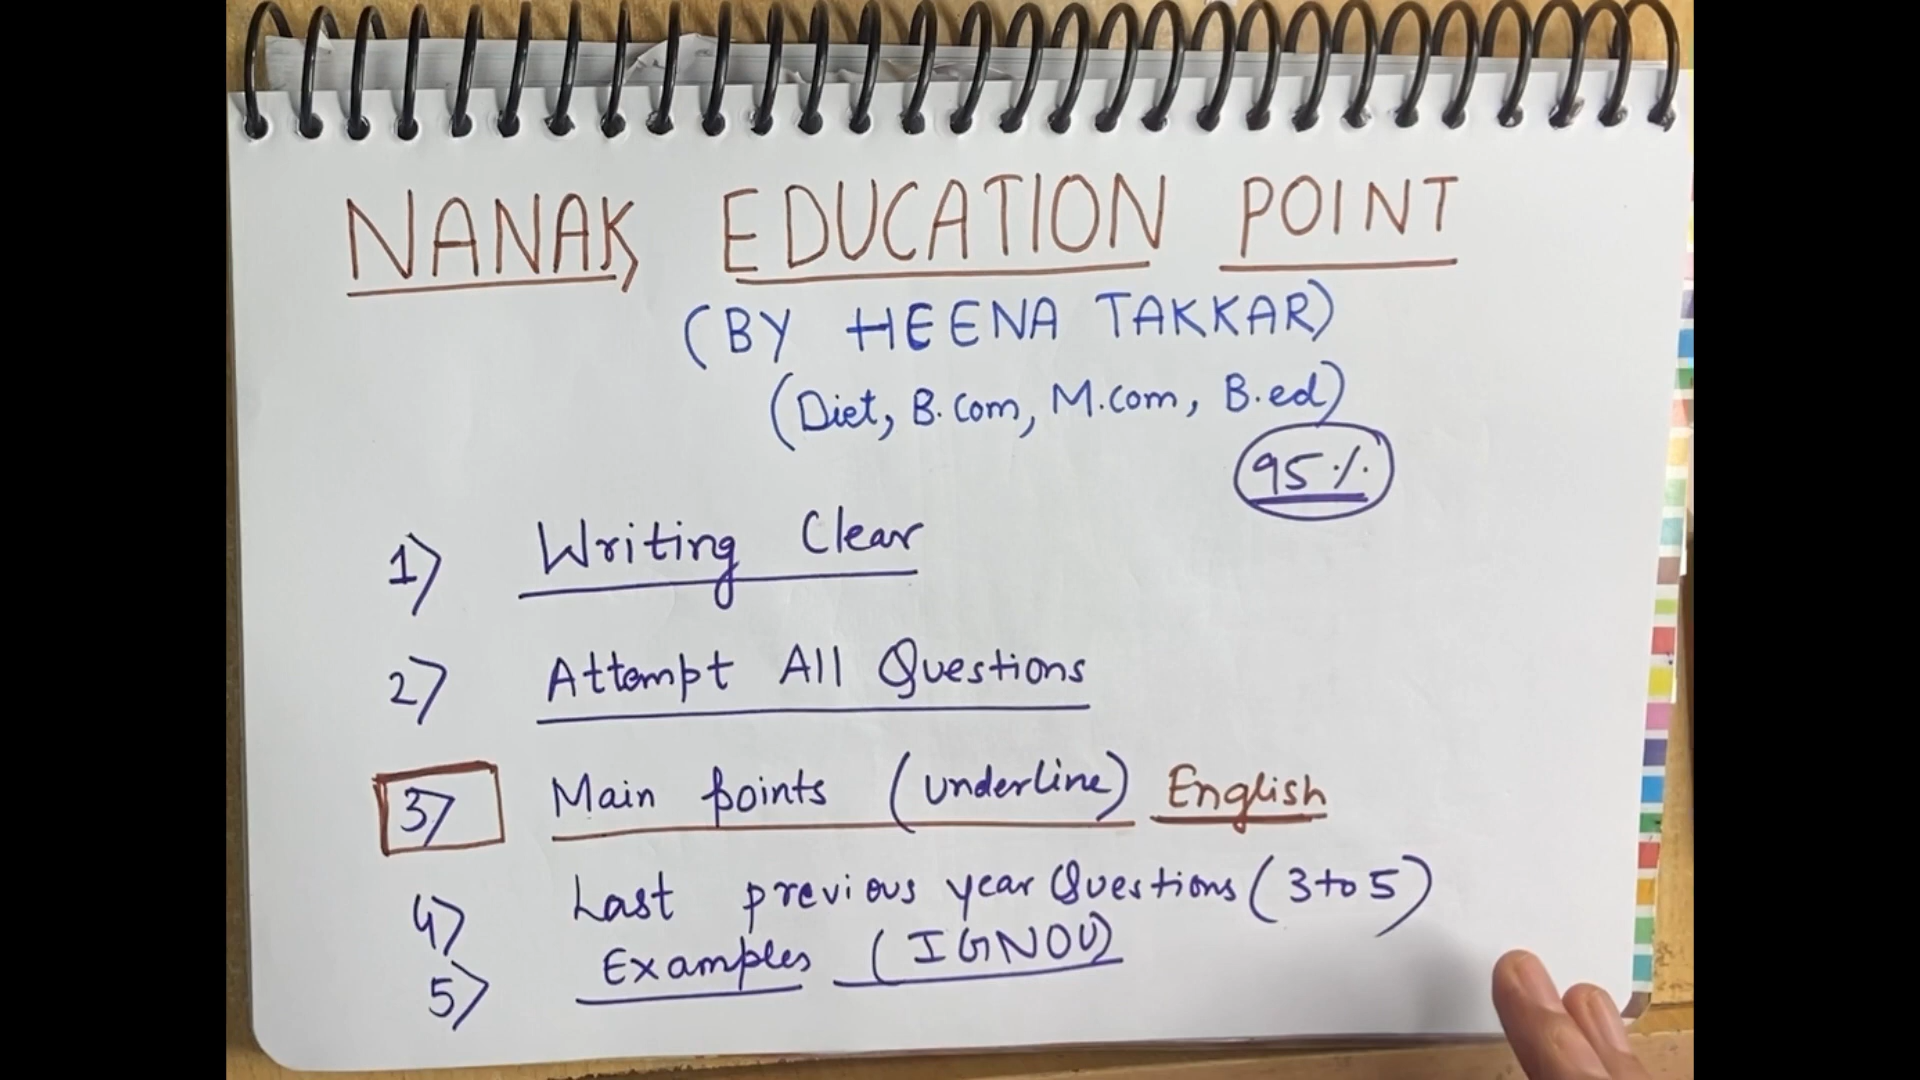 NANAK EDUCATION POINT
(BY HEENA TAKKAR)
(Diet, B.Com, M.Com, B.ed)
95%
1) Writing Clear
2) Attempt All Questions
3) Main points (underline) English
4) Last previous year Questions (3 to 5)
5) Examples (IGNOU)